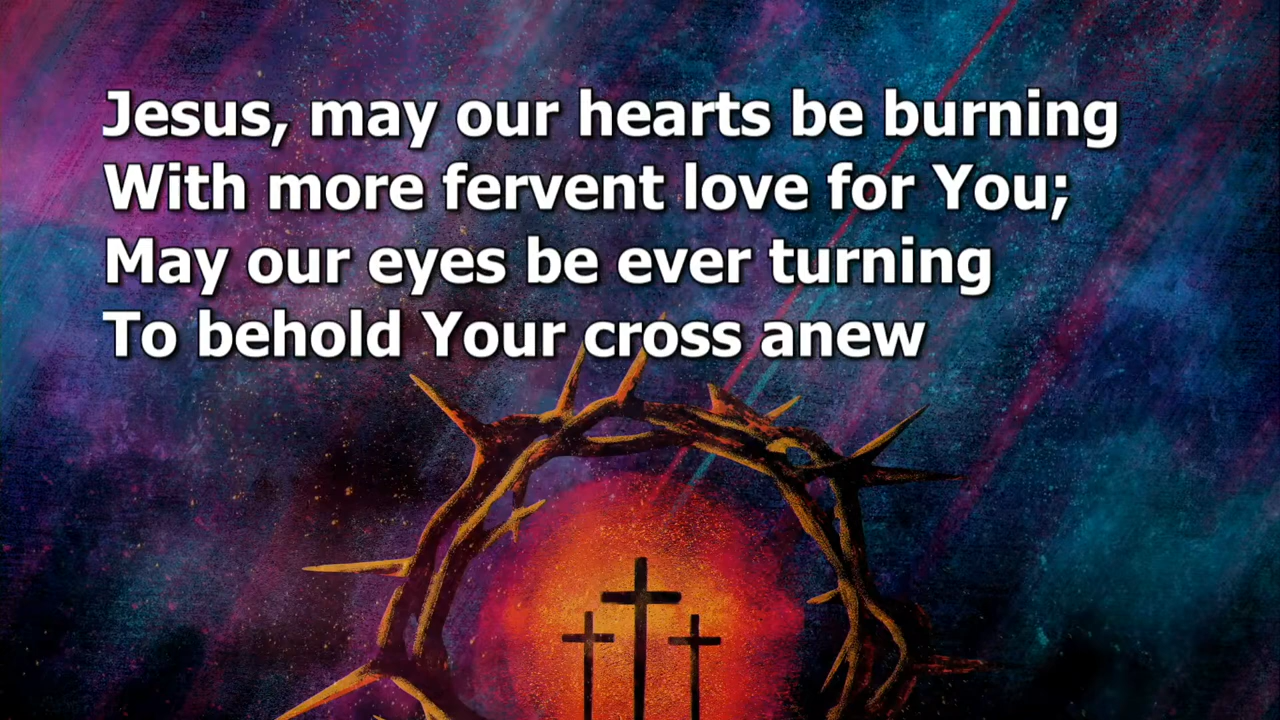 Jesus, may our hearts be burning
With more fervent love for You;
May our eyes be ever turning
To behold Your cross anew